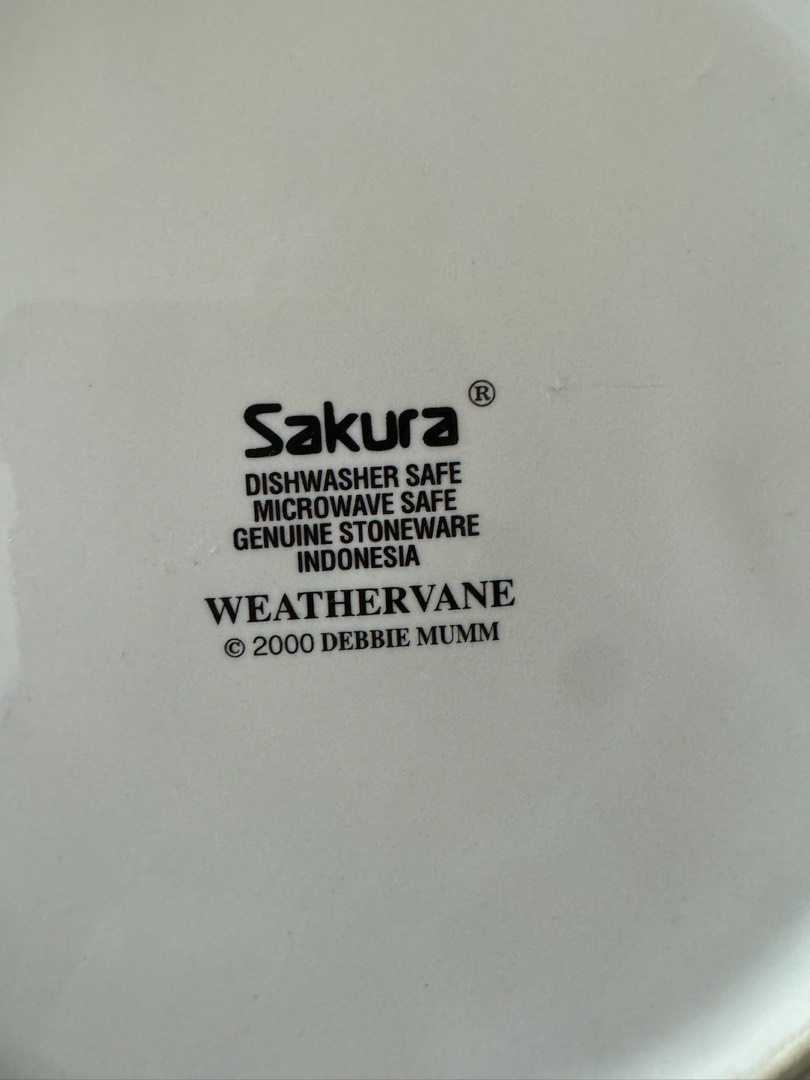 Sakura®
DISHWASHER SAFE
MICROWAVE SAFE
GENUINE STONEWARE
INDONESIA
WEATHERVANE
© 2000 DEBBIE MUMM